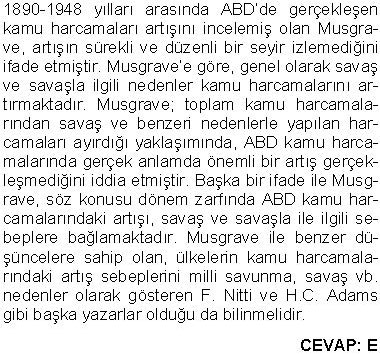 1890-1948 yılları arasında ABD'de gerçekleşen
kamu harcamaları artışını incelemiş olan Musgra-
ve, artışın sürekli ve düzenli bir seyir izlemediğini
ifade etmiştir. Musgrave'e göre, genel olarak savaş
ve savaşla ilgili nedenler kamu harcamalarını ar-
tırmaktadır. Musgrave; toplam kamu harcamala-
rından savaş ve benzeri nedenlerle yapılan har-
camaları ayırdığı yaklaşımında, ABD kamu harca-
malarında gerçek anlamda önemli bir artış gerçek-
leşmediğini iddia etmiştir. Başka bir ifade ile Musg-
rave, söz konusu dönem zarfında ABD kamu har-
camalarındaki artışı, savaş ve savaşla ile ilgili se-
beplere bağlamaktadır. Musgrave ile benzer dü-
şüncelere sahip olan, ülkelerin kamu harcamala-
rındaki artış sebeplerini milli savunma, savaş vb.
nedenler olarak gösteren F. Nitti ve H.C. Adams
gibi başka yazarlar olduğu da bilinmelidir.
CEVAP: E